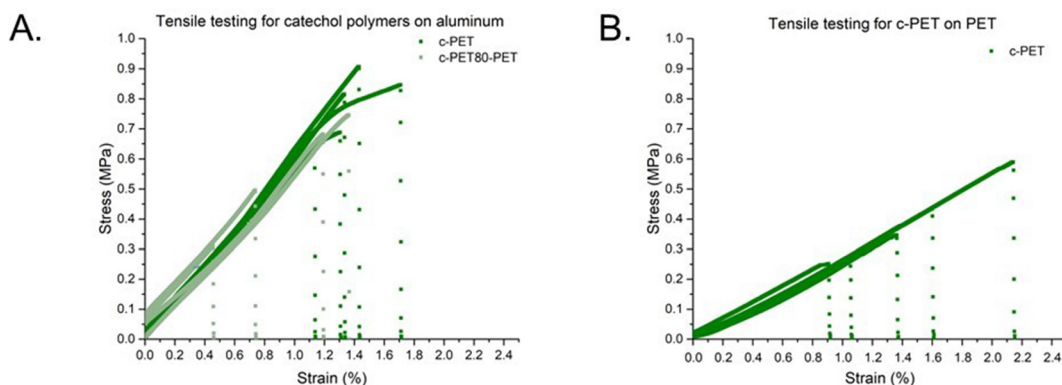 A.
Tensile testing for catechol polymers on aluminum
c-PET
c-PET80-PET
1.0
0.9
0.8
0.7
0.6
0.5
0.4
0.3
0.2
0.1
0.0
Stress (MPa)
0.0 0.2 0.4 0.6 0.8 1.0 1.2 1.4 1.6 1.8 2.0 2.2 2.4
Strain (%)
B.
Tensile testing for c-PET on PET
c-PET
1.0
0.9
0.8
0.7
0.6
0.5
0.4
0.3
0.2
0.1
0.0
Stress (MPa)
0.0 0.2 0.4 0.6 0.8 1.0 1.2 1.4 1.6 1.8 2.0 2.2 2.4
Strain (%)